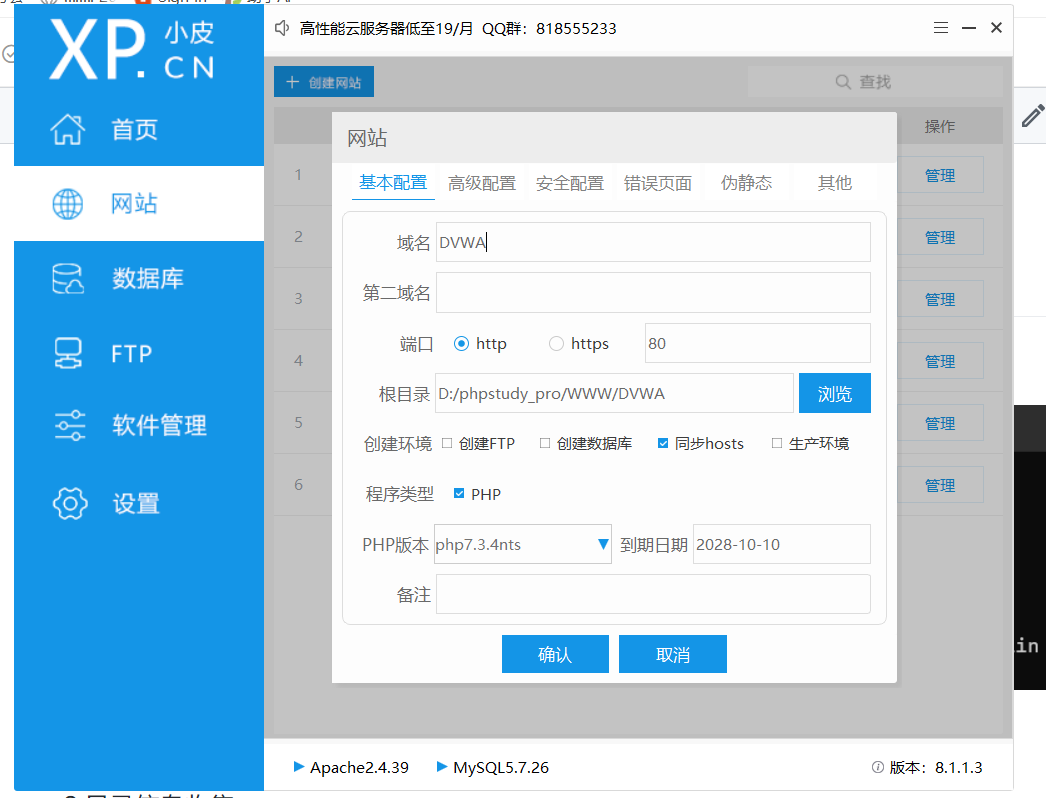 XP.CN 小皮
高性能云服务器低至19/月 QQ群：818555233
首页
网站
数据库
FTP
软件管理
设置
创建网站
查找
操作
1 管理
2 管理
3 管理
4 管理
5 管理
6 管理
网站
基本配置 高级配置 安全配置 错误页面 伪静态 其他
域名 DVWA
第二域名
端口 http https 80
根目录 D:/phpstudy_pro/WWW/DVWA 浏览
创建环境 创建FTP 创建数据库 同步hosts 生产环境
程序类型 PHP
PHP版本 php7.3.4nts 到期日期 2028-10-10
备注
确认 取消
Apache2.4.39 MySQL5.7.26 版本：8.1.1.3
in